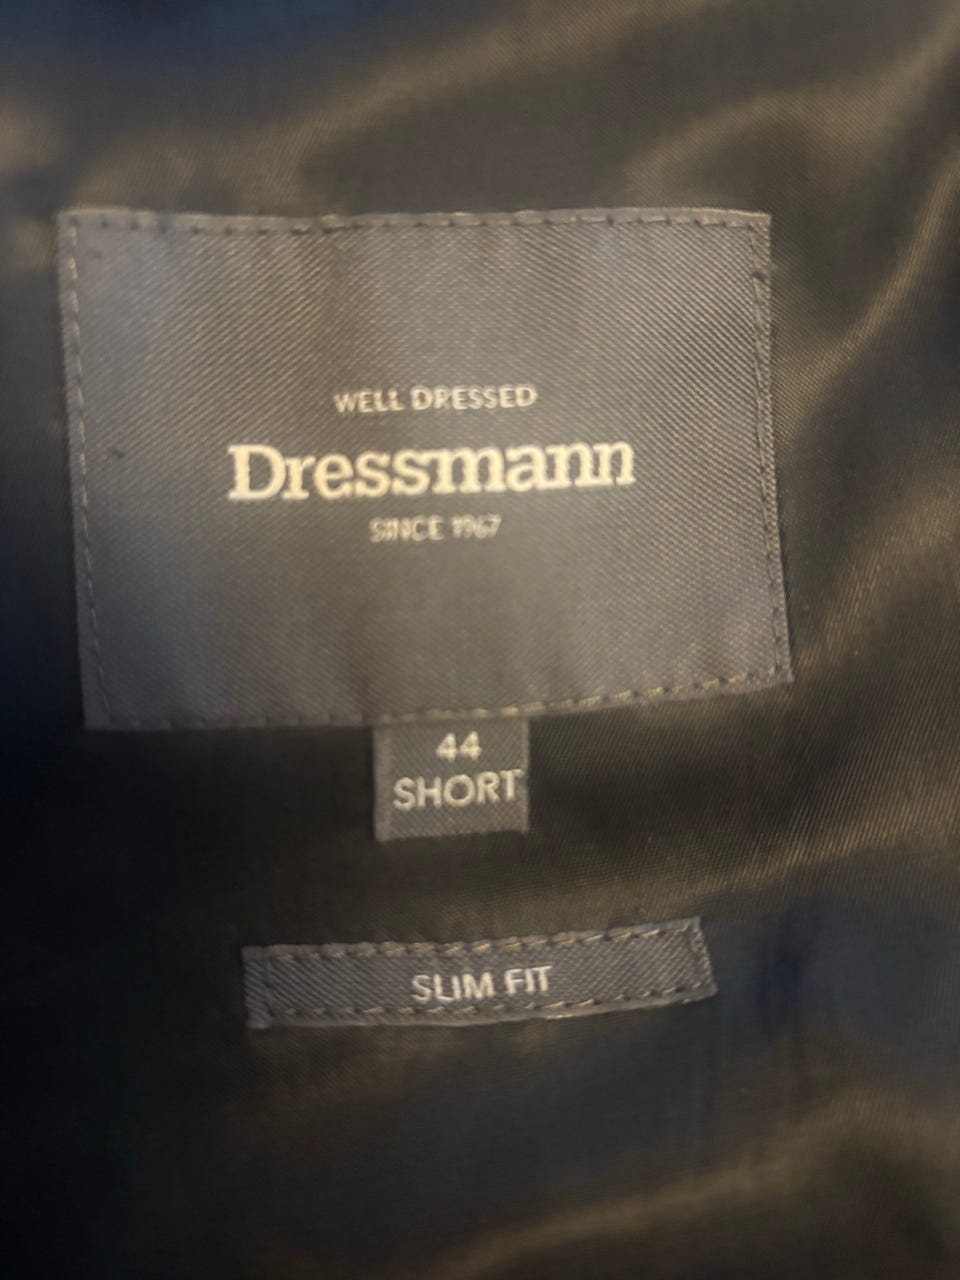 WELL DRESSED
Dressmann
SINCE 1967
44
SHORT
SLIM FIT